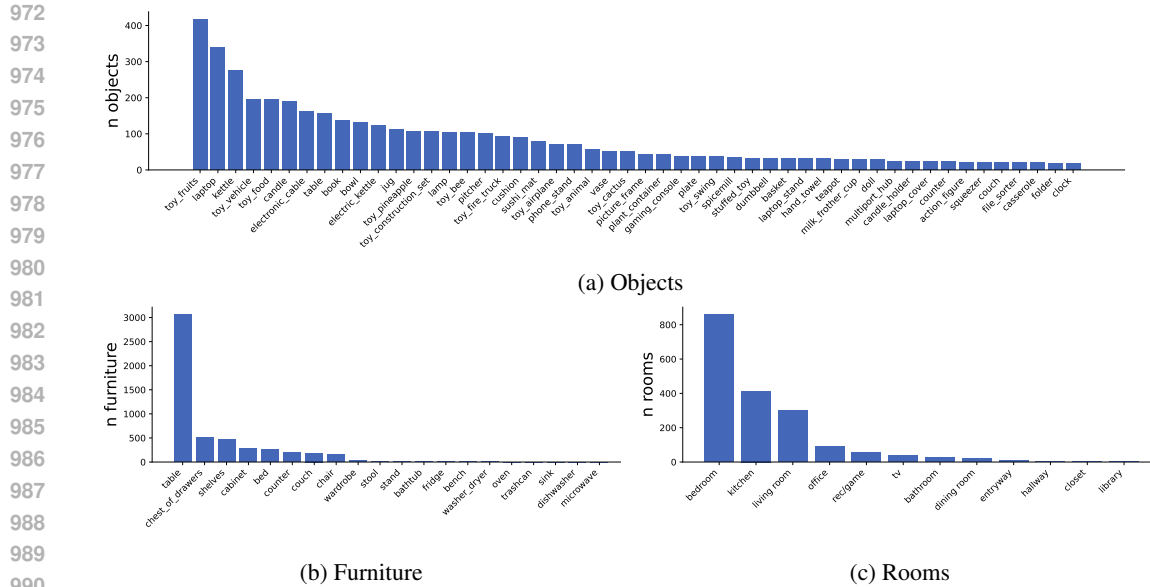 972
973
974
975
976
977
978
979
980
981
982
983
984
985
986
987
988
989
990
n objects
400
300
200
100
0
toy_fruits
laptop
kettle
toy_vehicle
toy_food
candle
electronic_cable
table
book
bowl
electric_kettle
jug
toy_pineapple
toy_construction_set
lamp
toy_bee
pitcher
toy_fire_truck
cushion
sushi_mat
toy_airplane
phone_stand
toy_animal
vase
toy_cactus
picture_frame
plant_container
gaming_console
plate
toy_swing
spicemill
stuffed_toy
dumbbell
basket
laptop_stand
hand_towel
teapot
milk_frother_cup
doll
multiport_hub
candle_holder
laptop_cover
counter
action_figure
squeezer
couch
file_sorter
casserole
folder
clock
(a) Objects
n furniture
3000
2500
2000
1500
1000
500
0
table
chest_of_drawers
shelves
cabinet
bed
counter
couch
chair
wardrobe
stool
stand
bathtub
fridge
bench
washer_dryer
oven
trashcan
sink
dishwasher
microwave
(b) Furniture
n rooms
800
600
400
200
0
bedroom
kitchen
living room
office
rec/game
tv
bathroom
dining room
entryway
hallway
closet
library
(c) Rooms